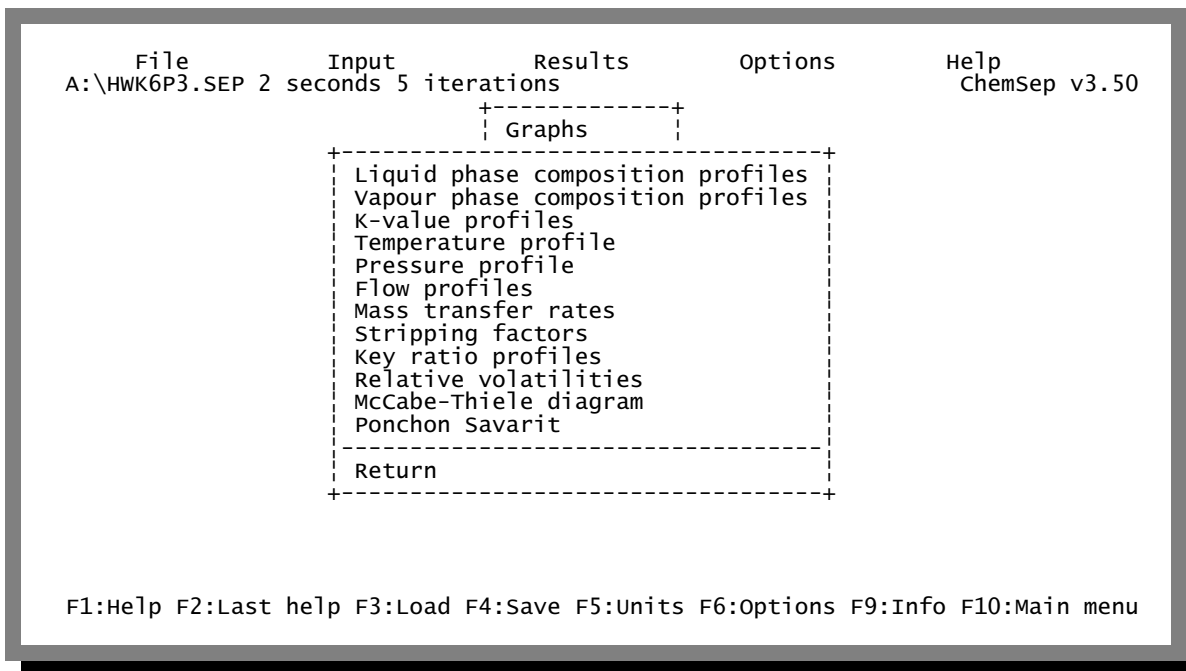 File Input Results Options Help
A:\HWK6P3.SEP 2 seconds 5 iterations ChemSep v3.50
Graphs
Liquid phase composition profiles
Vapour phase composition profiles
K-value profiles
Temperature profile
Pressure profile
Flow profiles
Mass transfer rates
Stripping factors
Key ratio profiles
Relative volatilities
McCabe-Thiele diagram
Ponchon Savarit
Return
F1:Help F2:Last help F3:Load F4:Save F5:Units F6:Options F9:Info F10:Main menu